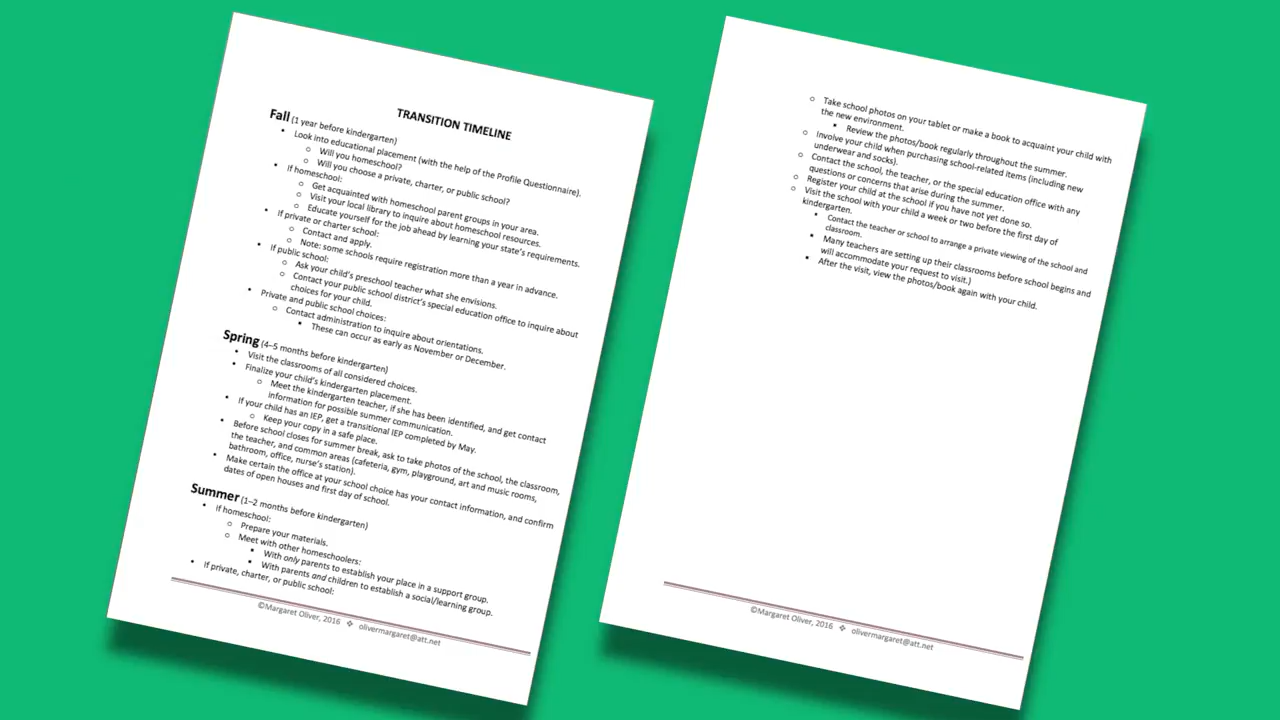 TRANSITION TIMELINE
Fall (1 year before kindergarten)
• Look into educational placement (with the help of the Profile Questionnaire).
o Will you homeschool?
o Will you choose a private, charter, or public school?
• If homeschool:
o Get acquainted with homeschool parent groups in your area.
o Visit your local library to inquire about homeschool resources.
o Educate yourself for the job ahead by learning your state's requirements.
• If private or charter school:
o Contact and apply.
o Note: some schools require registration more than a year in advance.
• If public school:
o Ask your child's preschool teacher what she envisions.
o Contact your public school district's special education office to inquire about
choices for your child.
• Private and public school choices:
o Contact administration to inquire about orientations.
▪ These can occur as early as November or December.
Spring (4–5 months before kindergarten)
• Visit the classrooms of all considered choices.
• Finalize your child's kindergarten placement.
o Meet the kindergarten teacher, if she has been identified, and get contact
information for possible summer communication.
• If your child has an IEP, get a transitional IEP completed by May.
o Keep your copy in a safe place.
• Before school closes for summer break, ask to take photos of the school, the classroom,
the teacher, and common areas (cafeteria, gym, playground, art and music rooms,
bathroom, office, nurse's station).
• Make certain the office at your school choice has your contact information, and confirm
dates of open houses and first day of school.
Summer (1–2 months before kindergarten)
• If homeschool:
o Prepare your materials.
o Meet with other homeschoolers:
▪ With only parents to establish your place in a support group.
▪ With parents and children to establish a social/learning group.
• If private, charter, or public school:
©Margaret Oliver, 2016 ❖ olivermargaret@att.net
o Take school photos on your tablet or make a book to acquaint your child with
the new environment.
▪ Review the photos/book regularly throughout the summer.
o Involve your child when purchasing school-related items (including new
underwear and socks).
o Contact the school, the teacher, or the special education office with any
questions or concerns that arise during the summer.
o Register your child at the school if you have not yet done so.
o Visit the school with your child a week or two before the first day of
kindergarten.
▪ Contact the teacher or school to arrange a private viewing of the school and
classroom.
▪ Many teachers are setting up their classrooms before school begins and
will accommodate your request to visit.)
▪ After the visit, view the photos/book again with your child.
©Margaret Oliver, 2016 ❖ olivermargaret@att.net